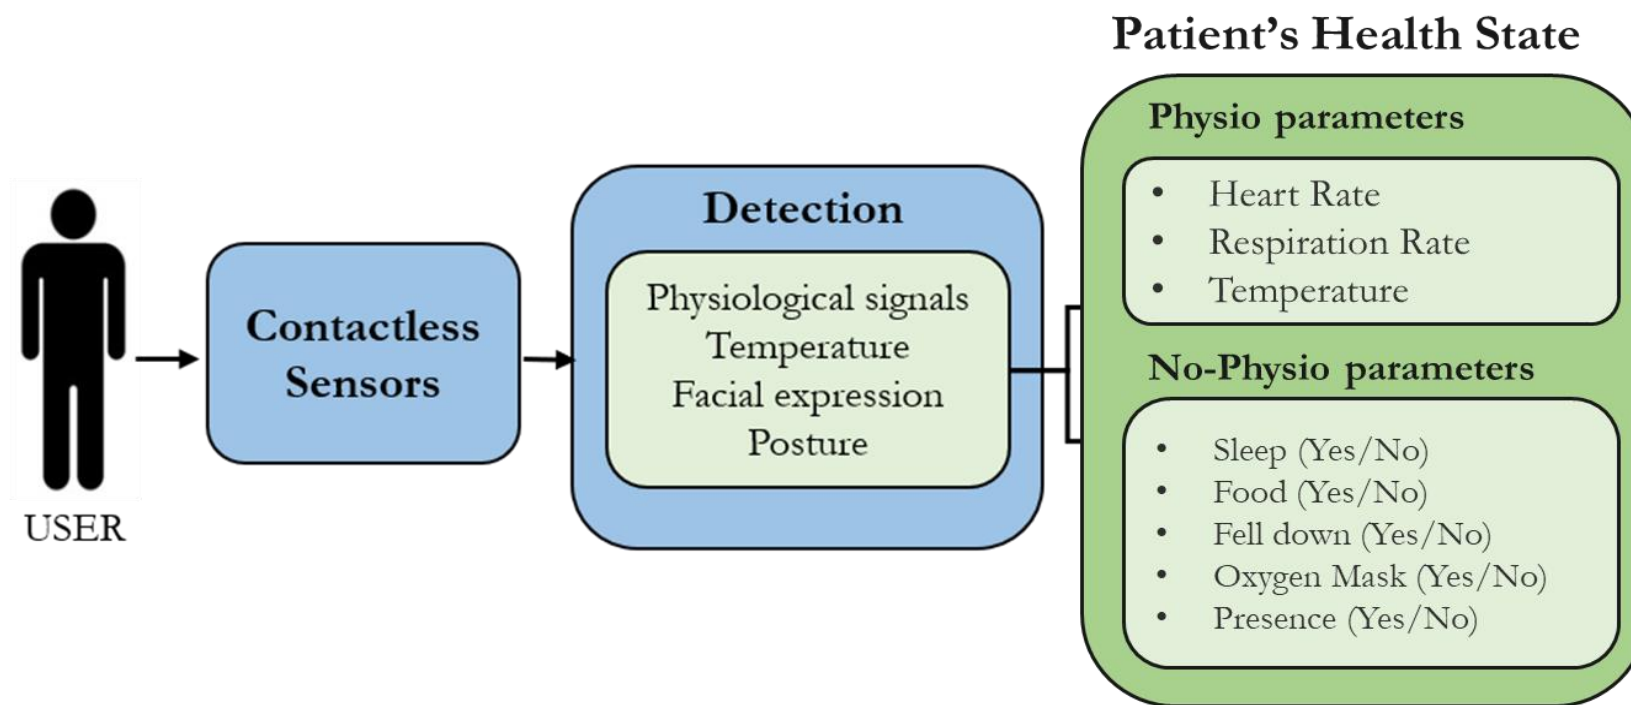 Patient's Health State
USER
Contactless
Sensors
Detection
Physiological signals
Temperature
Facial expression
Posture
Physio parameters
• Heart Rate
• Respiration Rate
• Temperature
No-Physio parameters
• Sleep (Yes/No)
• Food (Yes/No)
• Fell down (Yes/No)
• Oxygen Mask (Yes/No)
• Presence (Yes/No)